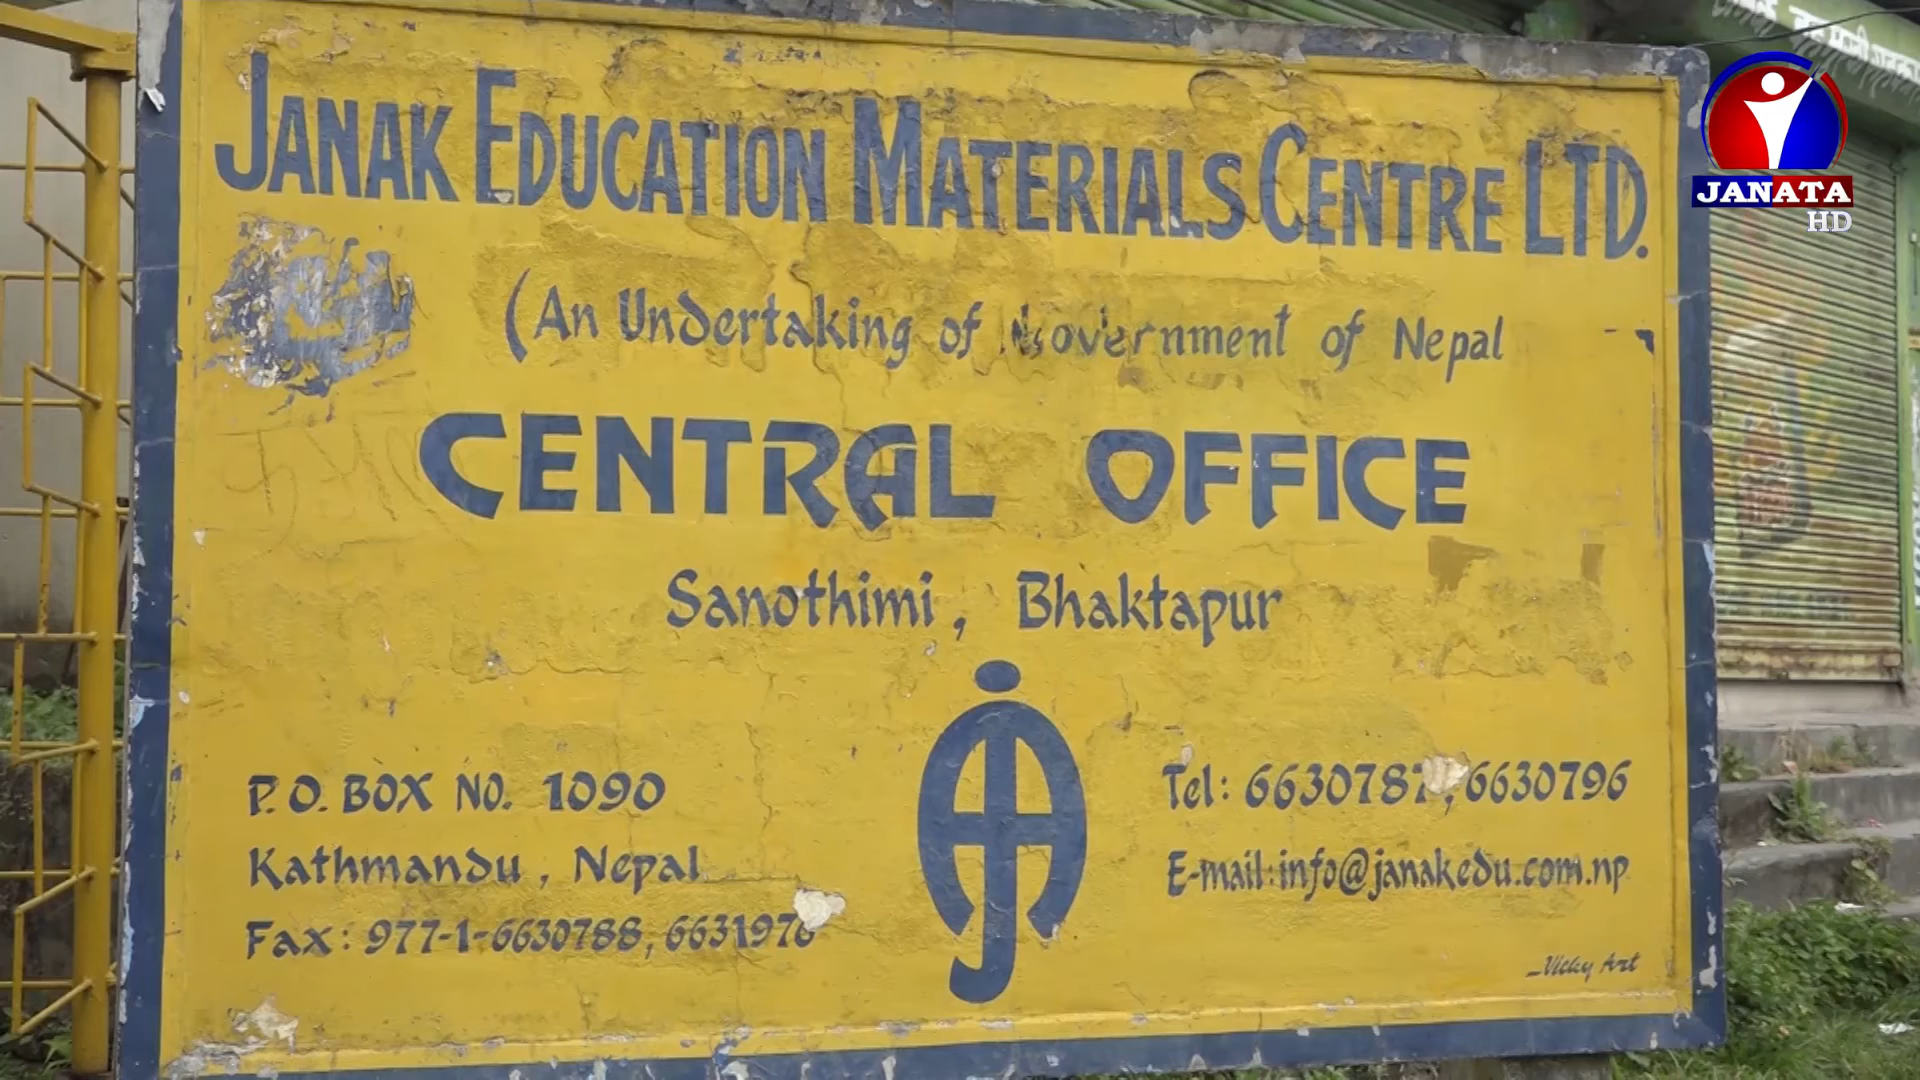 JANAK EDUCATION MATERIALS CENTRE LTD.
(An Undertaking of Government of Nepal
CENTRAL OFFICE
Sanothimi, Bhaktapur
P.O. BOX NO. 1090
Kathmandu, Nepal
Fax: 977-1-6630788, 6631976
Tel: 6630787, 6630796
E-mail:info@janakedu.com.np
Vicky Art
JANATA
HD